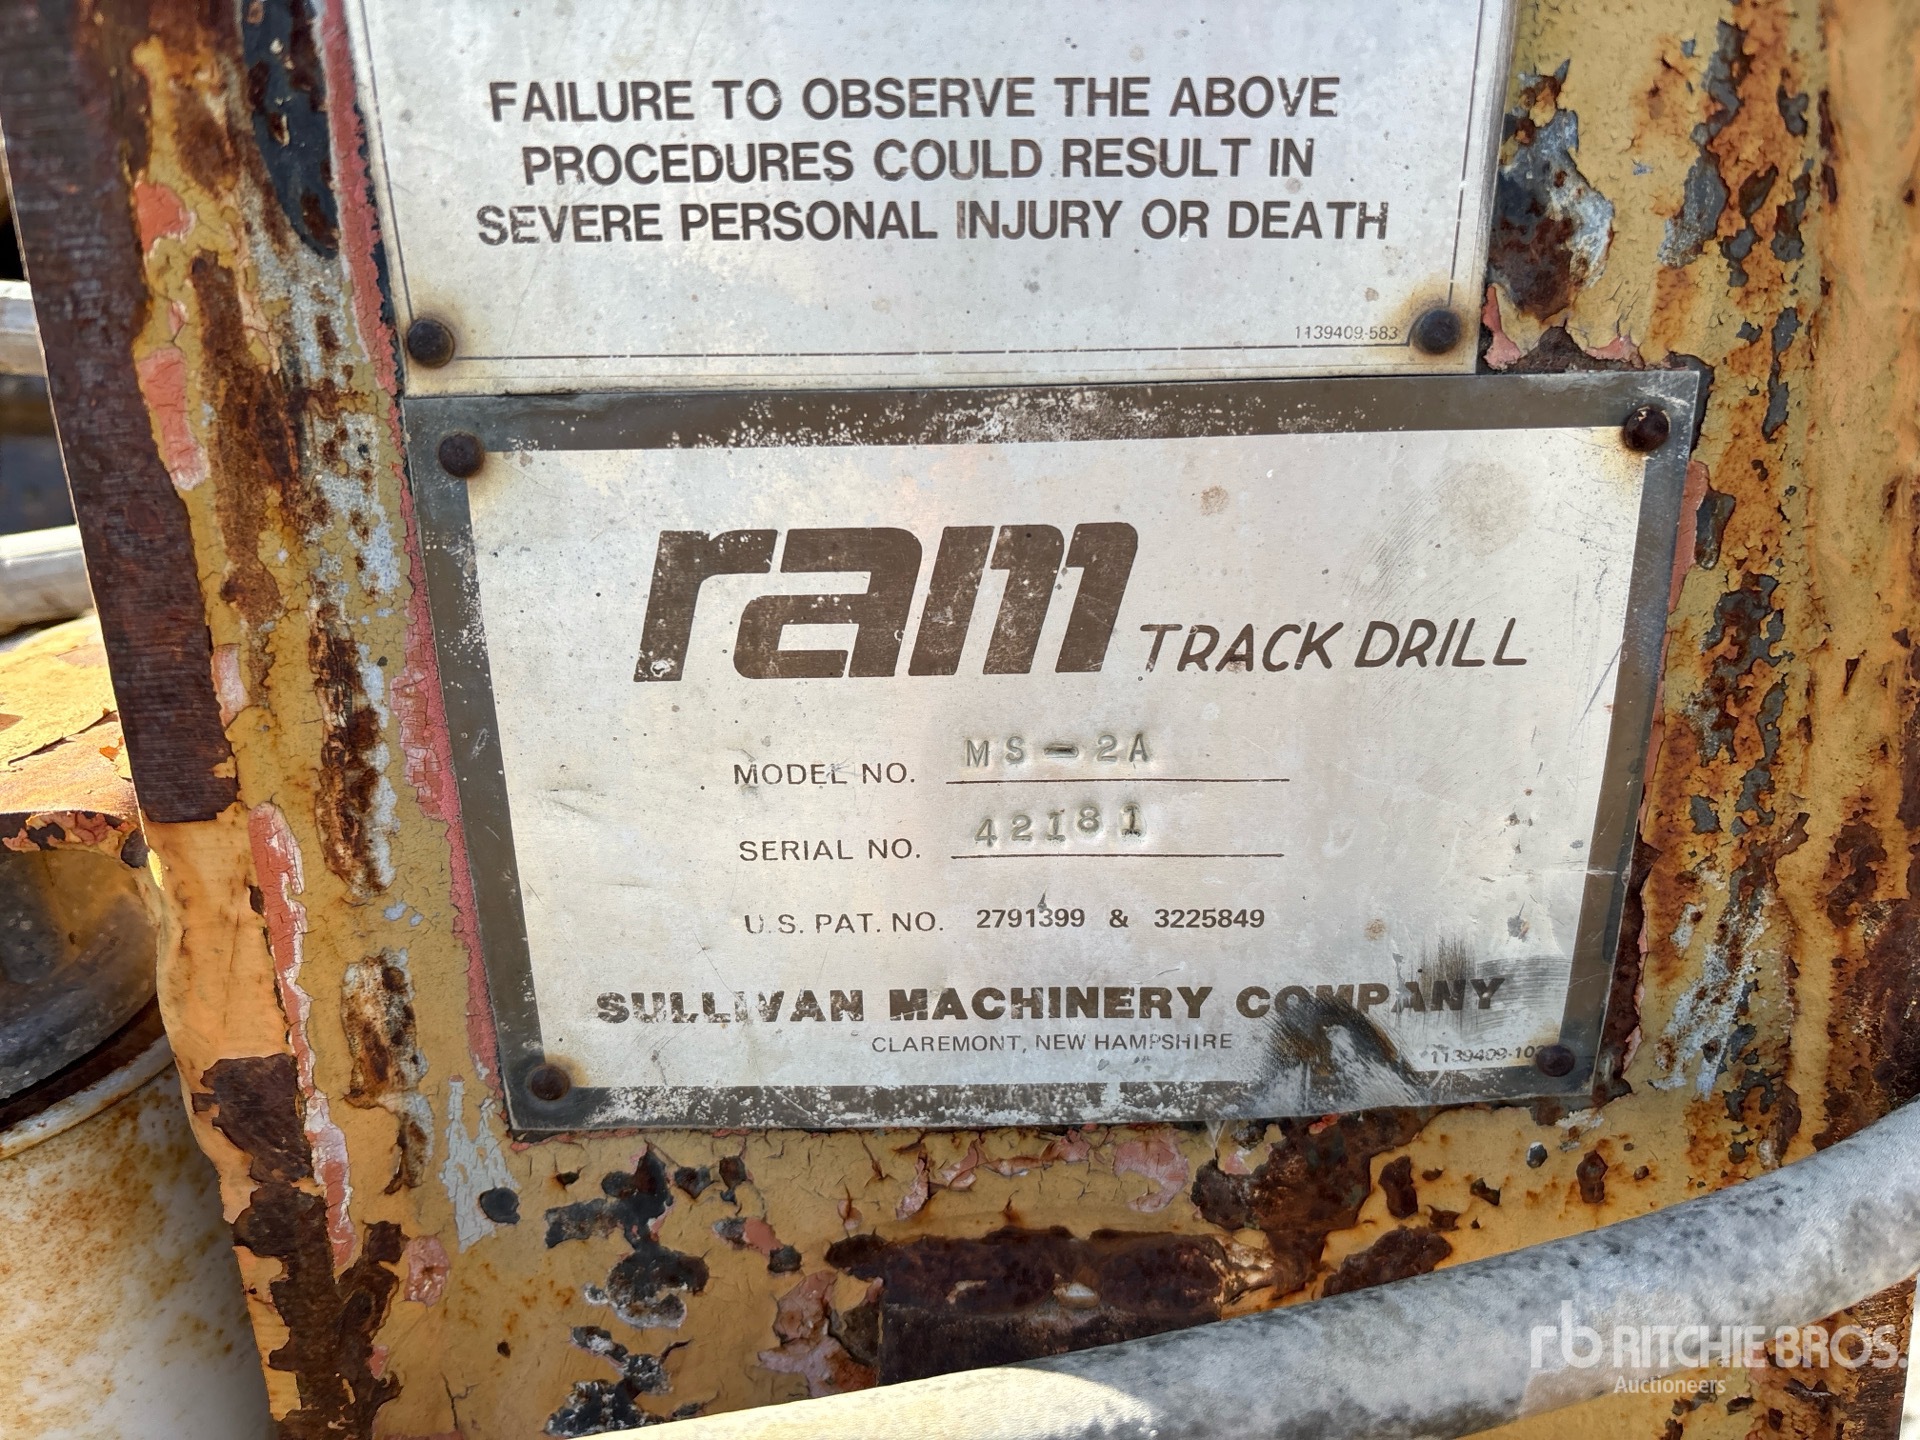 FAILURE TO OBSERVE THE ABOVE
PROCEDURES COULD RESULT IN
SEVERE PERSONAL INJURY OR DEATH
1139409-583
ram TRACK DRILL
MODEL NO. MS-2A
SERIAL NO. 42181
U.S. PAT. NO. 2791399 & 3225849
SULLIVAN MACHINERY COMPANY
CLAREMONT, NEW HAMPSHIRE
rb RITCHIE BROS.
Auctioneers